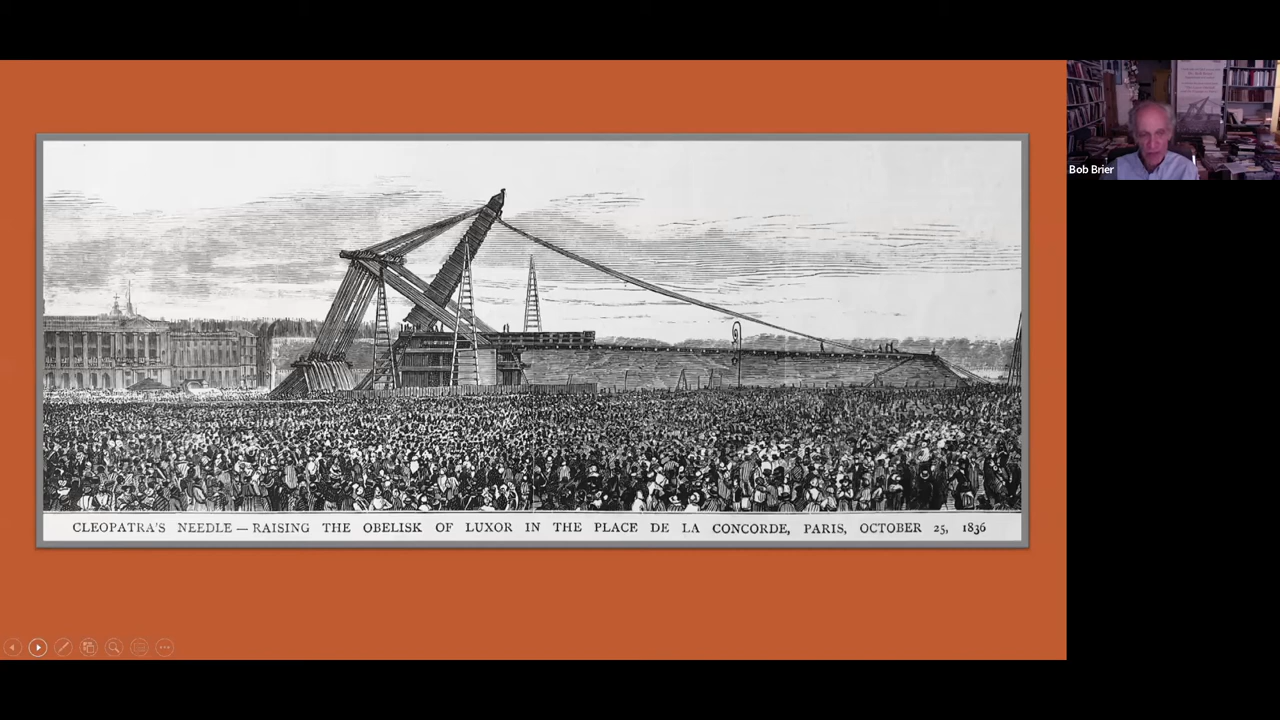 CLEOPATRA'S NEEDLE — RAISING THE OBELISK OF LUXOR IN THE PLACE DE LA CONCORDE, PARIS, OCTOBER 25, 1836
Bob Brier